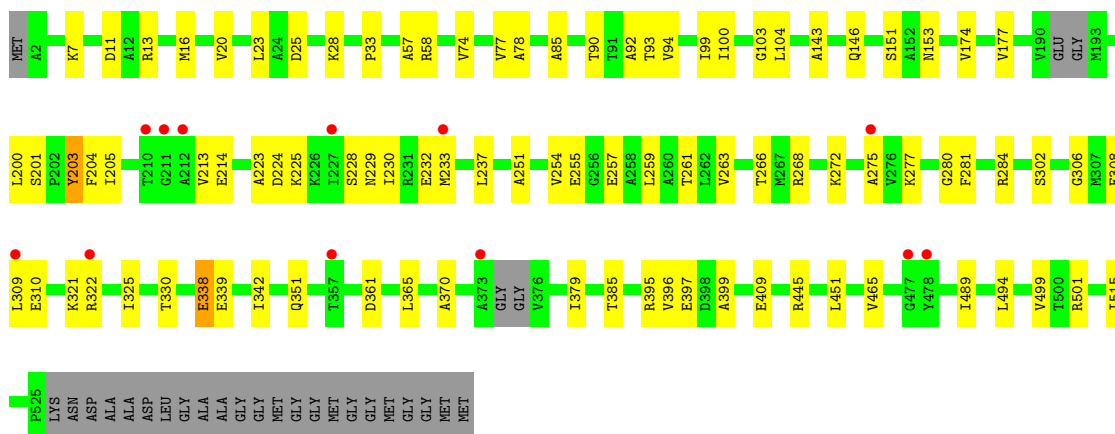 MET A2 K7 D11 A12 R13 M16 V20 L23 A24 D25 K28 P33 A57 R58 V74 V77 A78 A85 T90 T91 A92 T93 V94 I99 I100 G103 L104 A143 Q146 S151 A152 N153 V174 V177 V190 GLU GLY M193
L200 S201 P202 Y203 F204 I205 T210 G211 A212 V213 E214 A223 D224 K225 K226 I227 S228 N229 I230 R231 E232 M233 L237 A251 V254 E255 G256 E257 A258 L259 A260 T261 L262 V263 T266 M267 R268 K272 A275 V276 K277 G280 F281 R284 S302 G306 M307
L309 E310 K321 R322 I325 T330 E338 E339 I342 Q351 T357 D361 L365 A370 A373 GLY GLY V376 I379 T385 R395 V396 E397 D398 A399 E409 R445 L451 V465 G477 Y478 I489 L494 V499 T500 R501
P525 LYS ASN ASP ALA ALA ASP LEU GLY ALA ALA GLY GLY MET GLY GLY GLY MET GLY GLY MET GLY GLY MET MET